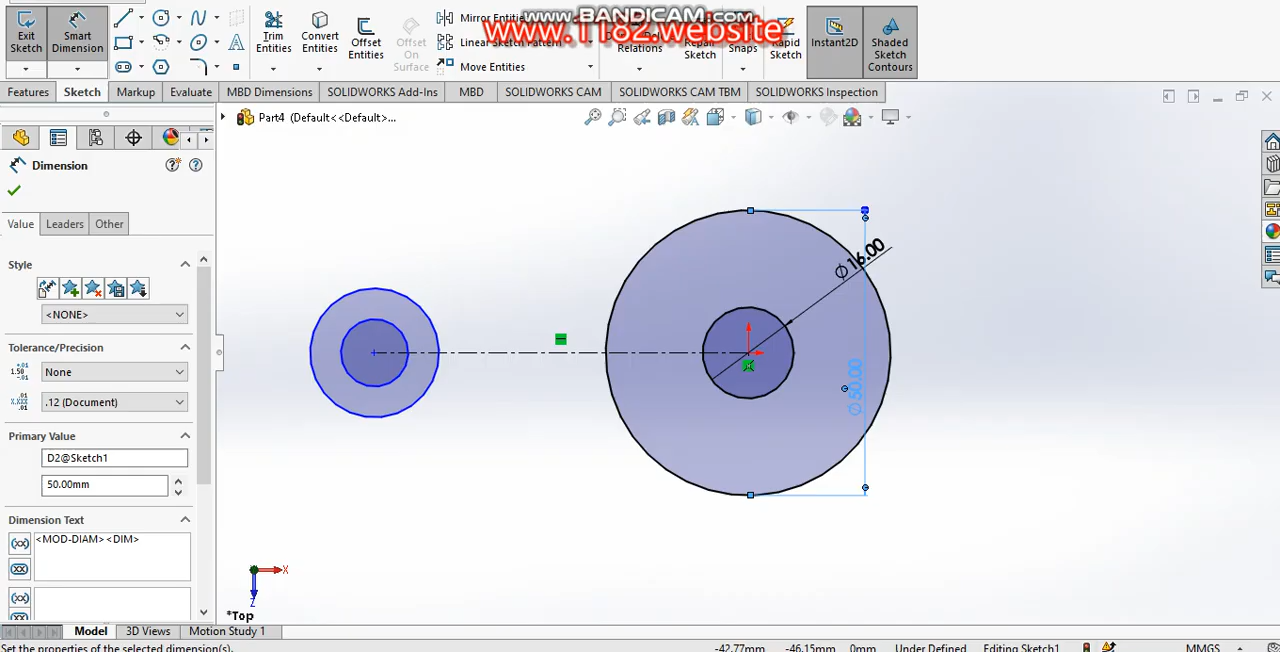 www.BANDICAM.com
www.1182.website
Exit Sketch
Smart Dimension
Trim Entities
Convert Entities
Offset Entities
Offset On Surface
Mirror Entities
Linear Sketch Pattern
Move Entities
Relations
Repair Sketch
Snaps
Rapid Sketch
Instant2D
Shaded Sketch Contours
Features
Sketch
Markup
Evaluate
MBD Dimensions
SOLIDWORKS Add-Ins
MBD
SOLIDWORKS CAM
SOLIDWORKS CAM TBM
SOLIDWORKS Inspection
Part4 (Default<<Default>...
Dimension
Value
Leaders
Other
Style
<NONE>
Tolerance/Precision
None
.12 (Document)
Primary Value
D2@Sketch1
50.00mm
Dimension Text
<MOD-DIAM><DIM>
∅16.00
∅50.00
X
Z
*Top
Model
3D Views
Motion Study 1
Set the properties of the selected dimension(s).
-42.77mm
-46.15mm
0mm
Under Defined
Editing Sketch1
MMGS